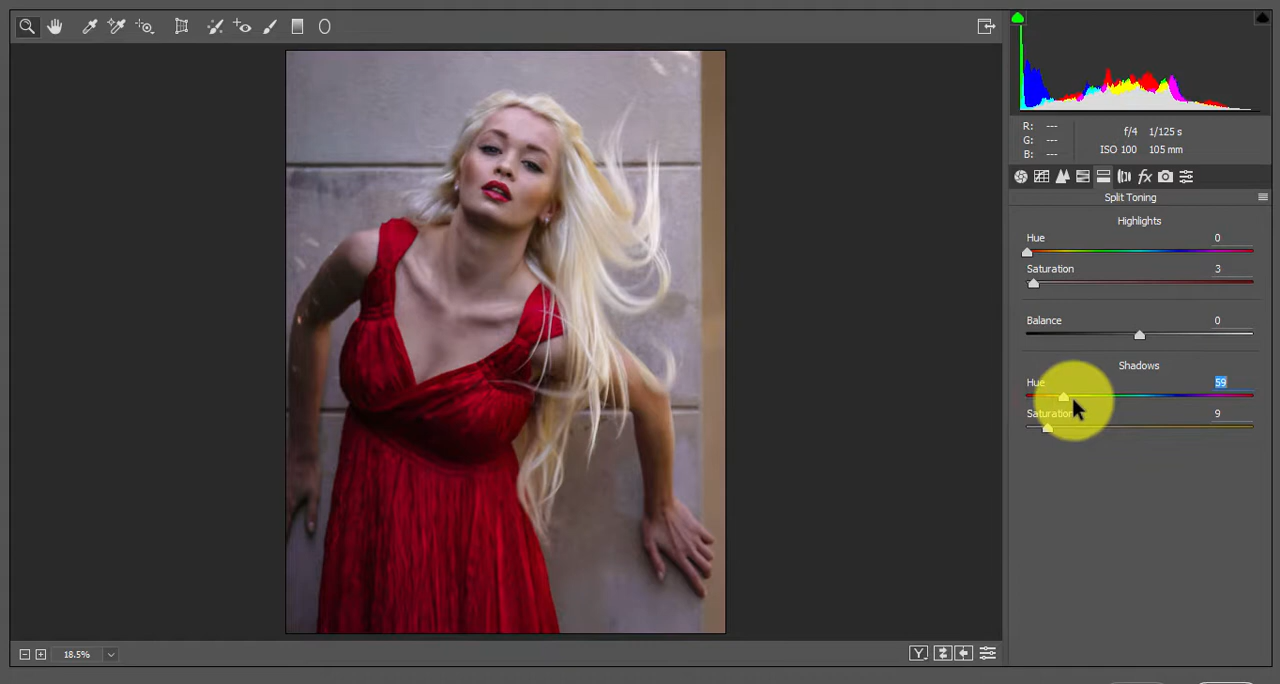 R: ---
G: ---
B: ---
f/4 1/125 s
ISO 100 105 mm
fx
Split Toning
Highlights
Hue 0
Saturation 3
Balance 0
Shadows
Hue 59
Saturation 9
18.5%
Y